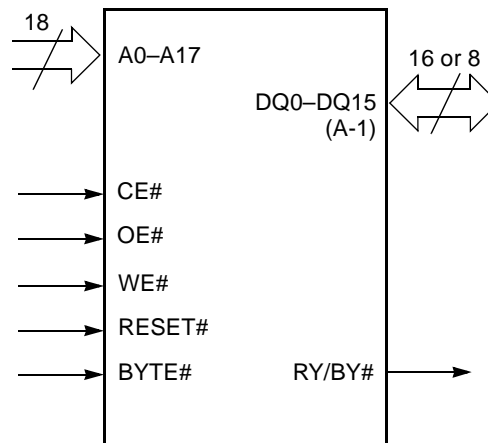 18
A0–A17
16 or 8
DQ0–DQ15
(A-1)
CE#
OE#
WE#
RESET#
BYTE#
RY/BY#